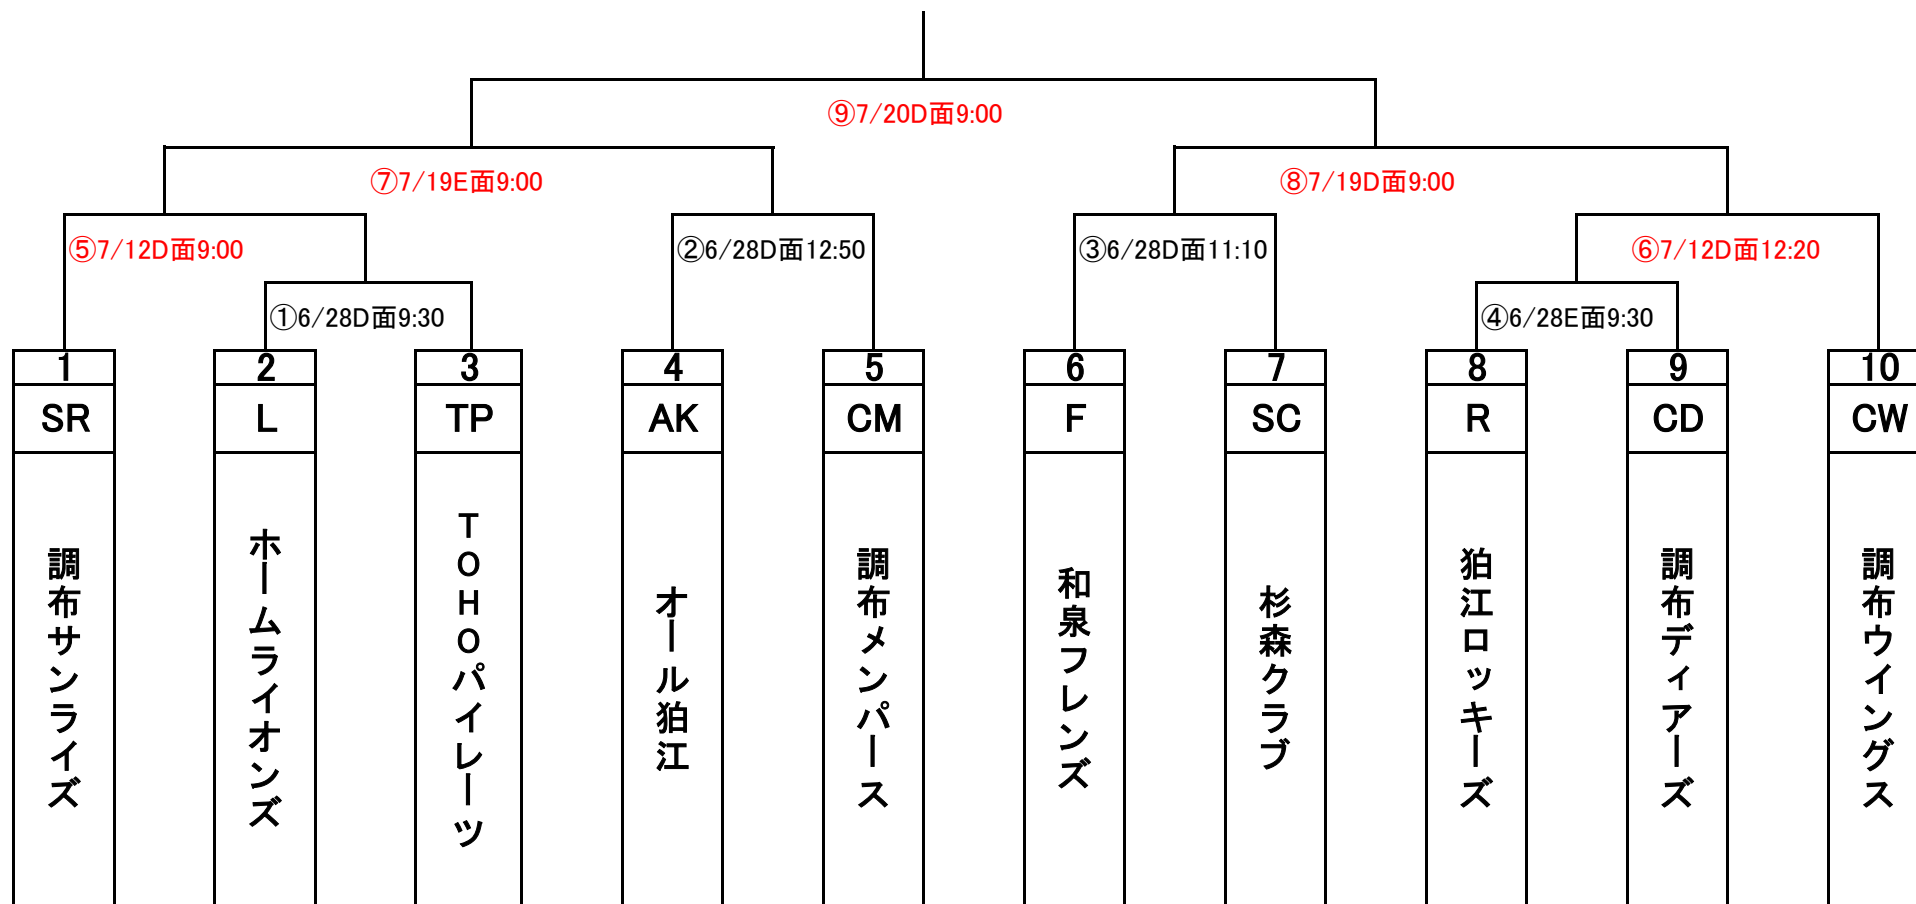 ⑨7/20D面9:00
⑦7/19E面9:00
⑧7/19D面9:00
⑤7/12D面9:00
②6/28D面12:50
③6/28D面11:10
⑥7/12D面12:20
①6/28D面9:30
④6/28E面9:30
1
2
3
4
5
6
7
8
9
10
SR
L
TP
AK
CM
F
SC
R
CD
CW
調布サンライズ
ホームライオンズ
TOHOパイレーツ
オール狛江
調布メンパース
和泉フレンズ
杉森クラブ
狛江ロッキーズ
調布ディアーズ
調布ウイングス